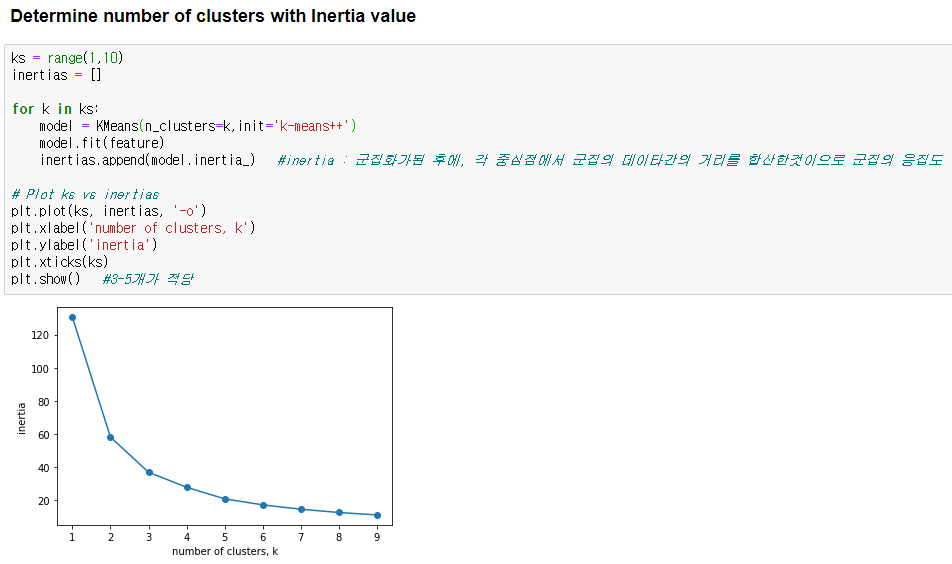 Determine number of clusters with Inertia value
ks = range(1,10)
inertias = []
for k in ks:
model = KMeans(n_clusters=k,init='k-means++')
model.fit(feature)
inertias.append(model.inertia_) #inertia : 군집화가된 후에, 각 중심점에서 군집의 데이타간의 거리를 합산한것이으로 군집의 응집도
# Plot ks vs inertias
plt.plot(ks, inertias, '-o')
plt.xlabel('number of clusters, k')
plt.ylabel('inertia')
plt.xticks(ks)
plt.show() #3-5개가 적당
120
100
80
60
40
20
inertia
1 2 3 4 5 6 7 8 9
number of clusters, k